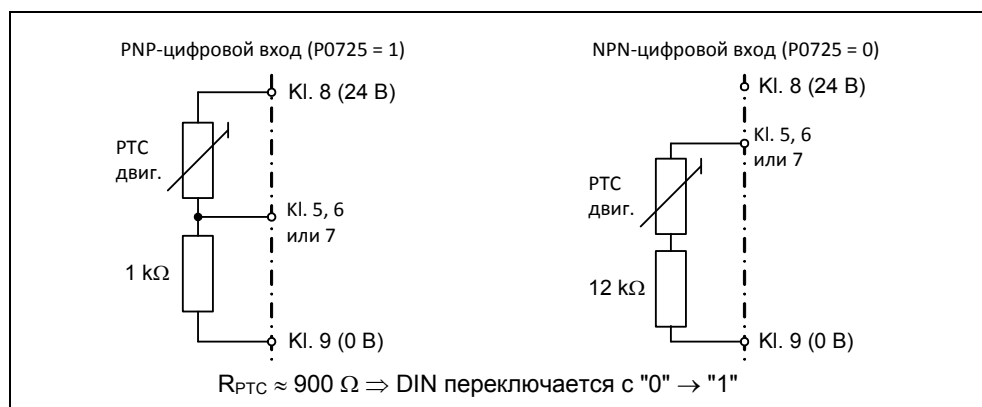 PNP-цифровой вход (P0725 = 1)
Kl. 8 (24 В)
PTC
двиг.
Kl. 5, 6
или 7
1 kΩ
Kl. 9 (0 В)
NPN-цифровой вход (P0725 = 0)
Kl. 8 (24 В)
Kl. 5, 6
или 7
PTC
двиг.
12 kΩ
Kl. 9 (0 В)
RPTC ≈ 900 Ω ⇒ DIN переключается с "0" → "1"